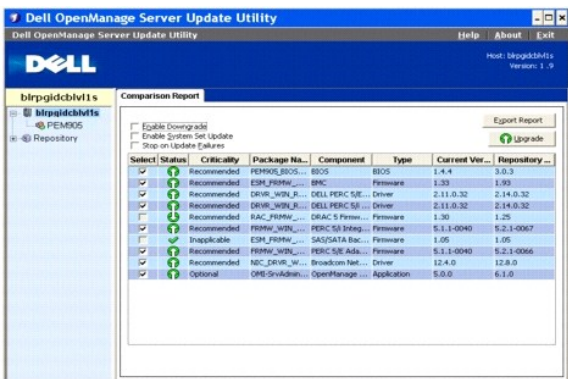 Dell OpenManage Server Update Utility
Dell OpenManage Server Update Utility Help About Exit
DELL
Version: 1 .9
blrpgidcblvl1s
blrpgidcblvl1s
PEM905
Repository
Comparison Report
Enable Downgrade
Enable System Set Update
Stop on Update Failures
Export Report
Upgrade
Select Status Criticality Package Na... Component Type Current Ver... Repository ...
Recommended PEM905_BIOS... BIOS BIOS 1.4.4 3.0.3
Recommended ESM_FRMW_... BMC Firmware 1.33 1.93
Recommended DRVR_WIN_R... DELL PERC 5/E... Driver 2.11.0.32 2.14.0.32
Recommended DRVR_WIN_R... DELL PERC 5/I ... Driver 2.11.0.32 2.14.0.32
Recommended RAC_FRMW_... DRAC 5 Firmw... Firmware 1.30 1.25
Recommended FRMW_WIN_... PERC 5/I Integ... Firmware 5.1.1-0040 5.2.1-0067
Inapplicable ESM_FRMW_... SAS/SATA Bac... Firmware 1.05 1.05
Recommended FRMW_WIN_... PERC 5/E Ada... Firmware 5.1.1-0040 5.2.1-0066
Recommended NIC_DRVR_W... Broadcom Net... Driver 12.4.0 12.8.0
Optional OMI-SrvAdmin... OpenManage ... Application 5.0.0 6.1.0